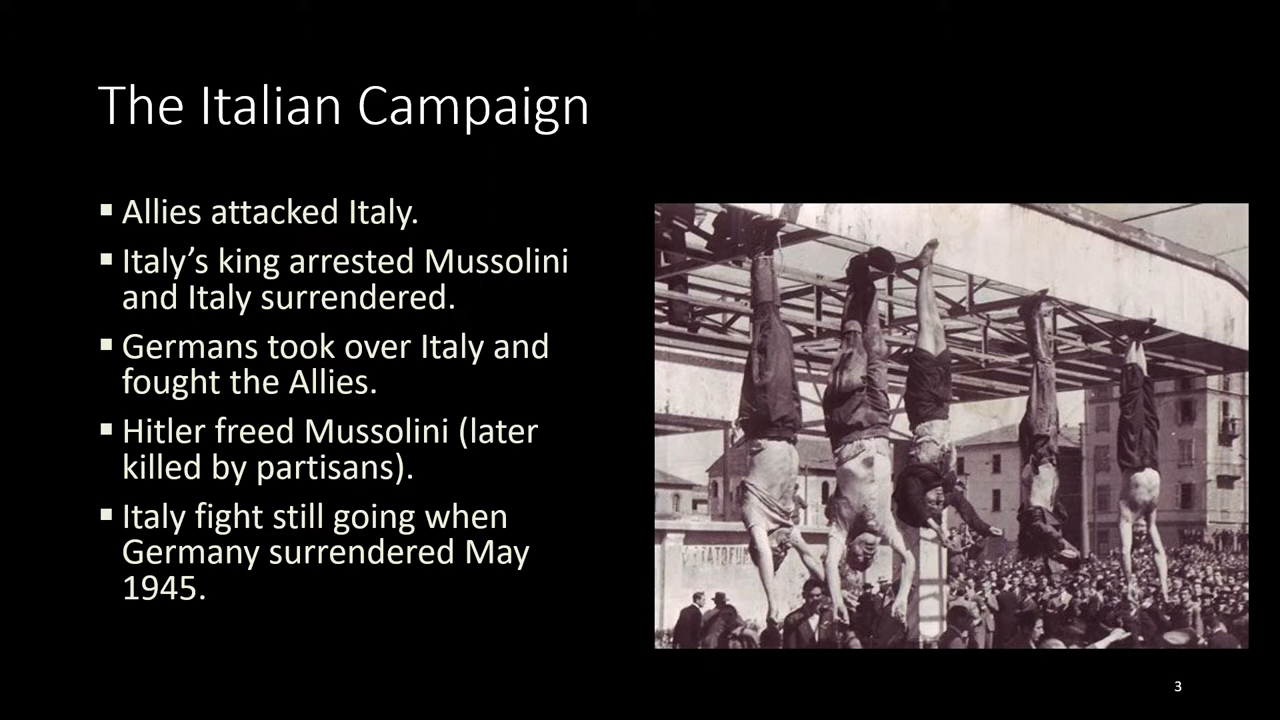 The Italian Campaign
▪ Allies attacked Italy.
▪ Italy’s king arrested Mussolini
and Italy surrendered.
▪ Germans took over Italy and
fought the Allies.
▪ Hitler freed Mussolini (later
killed by partisans).
▪ Italy fight still going when
Germany surrendered May
1945.
3